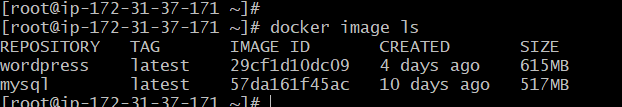 [root@ip-172-31-37-171 ~]#
[root@ip-172-31-37-171 ~]# docker image ls
REPOSITORY   TAG       IMAGE ID       CREATED       SIZE
wordpress    latest    29cf1d10dc09   4 days ago    615MB
mysql        latest    57da161f45ac   10 days ago   517MB
[root@ip-172-31-37-171 ~]#